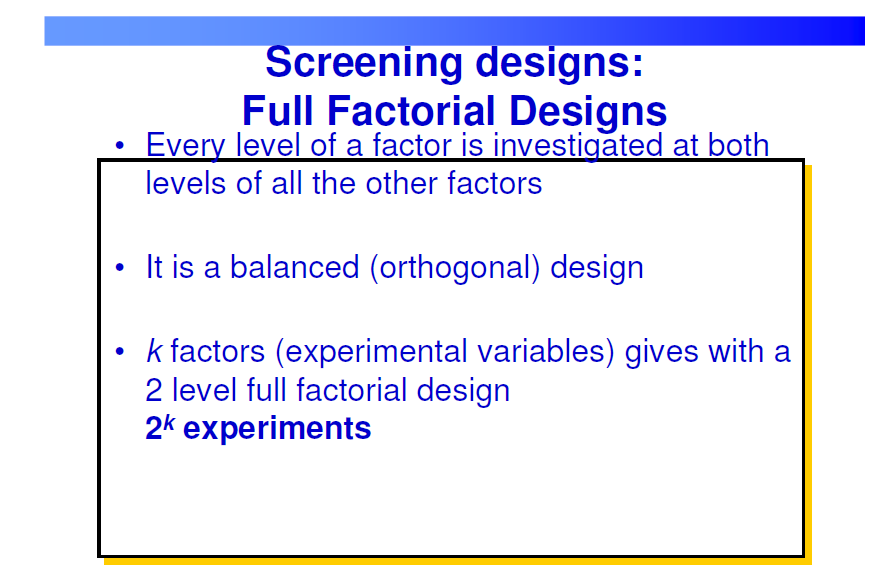 Screening designs:
Full Factorial Designs
• Every level of a factor is investigated at both
levels of all the other factors
• It is a balanced (orthogonal) design
• k factors (experimental variables) gives with a
2 level full factorial design
2ᵏ experiments